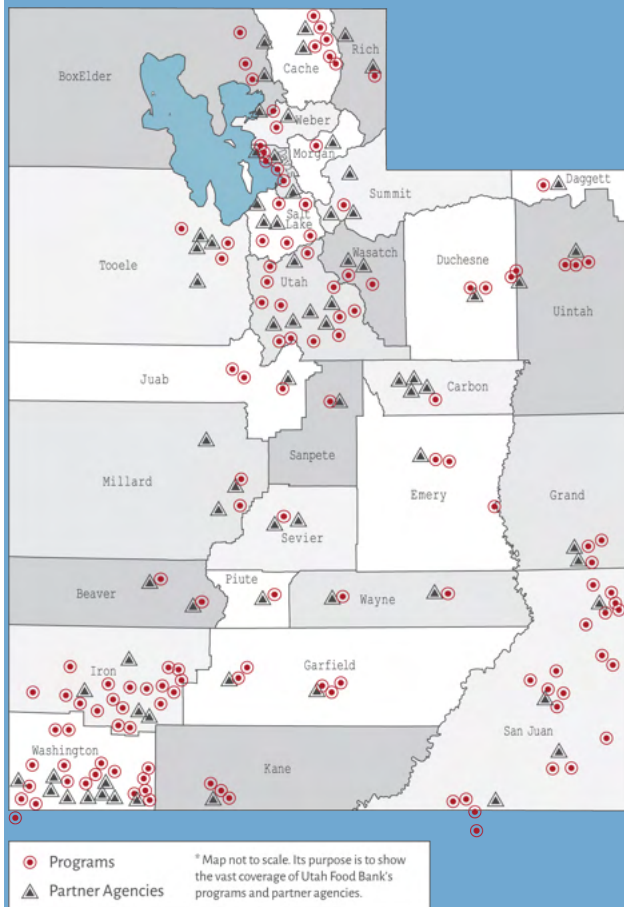 Rich
Cache
BoxElder
Weber
Morgan
Daggett
Summit
Salt
Lake
Wasatch
Duchesne
Tooele
Utah
Uintah
Juab
Carbon
Sanpete
Millard
Emery
Grand
Sevier
Piute
Beaver
Wayne
Garfield
Iron
San Juan
Washington
Kane
Programs
Partner Agencies
* Map not to scale. Its purpose is to show
the vast coverage of Utah Food Bank's
programs and partner agencies.